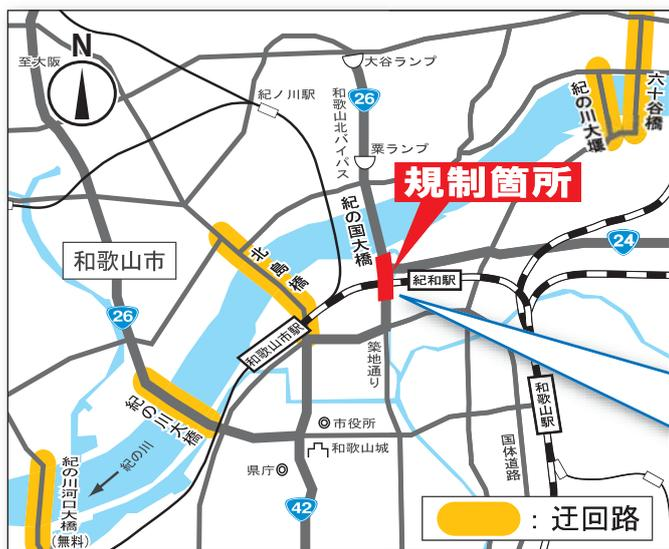 N
至大阪
大谷ランプ
紀ノ川駅
26
和歌山北バイパス
粟ランプ
紀の川大堰
六十谷橋
規制箇所
紀の国大橋
24
北島橋
和歌山市
紀和駅
26
和歌山市駅
築地通り
和歌山駅
紀の川大橋
市役所
和歌山城
国体道路
紀の川
県庁
紀の川河口大橋
(無料)
42
：迂回路